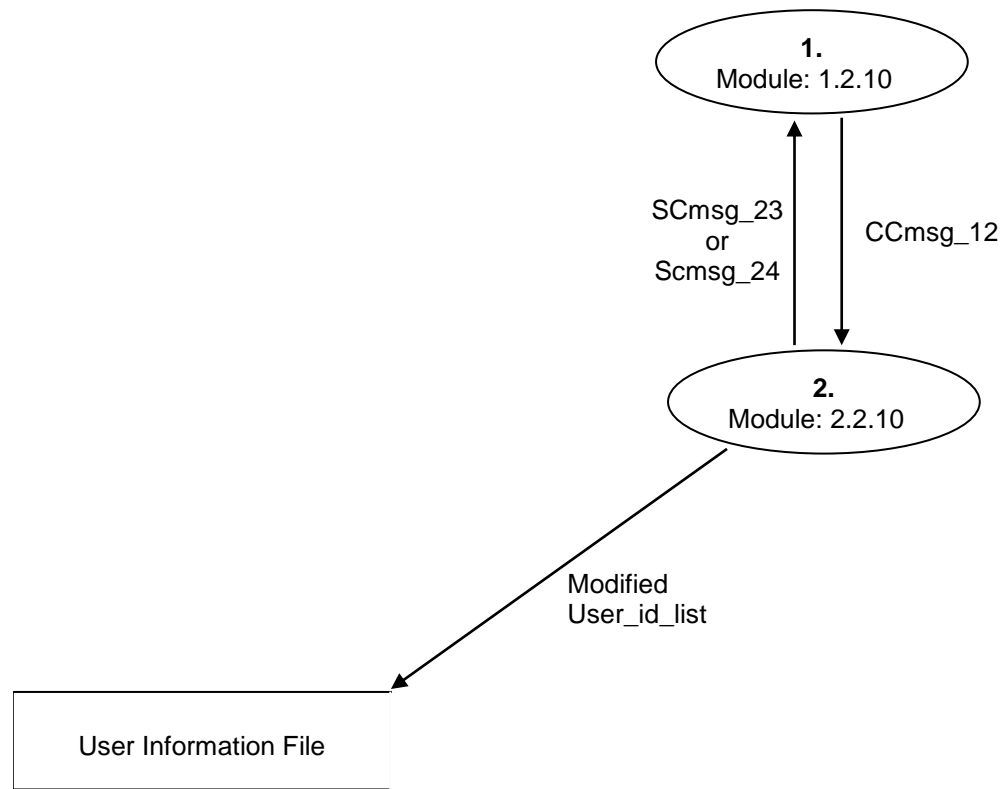 1.
Module: 1.2.10
SCmsg_23
or
Scmsg_24
CCmsg_12
2.
Module: 2.2.10
Modified
User_id_list
User Information File